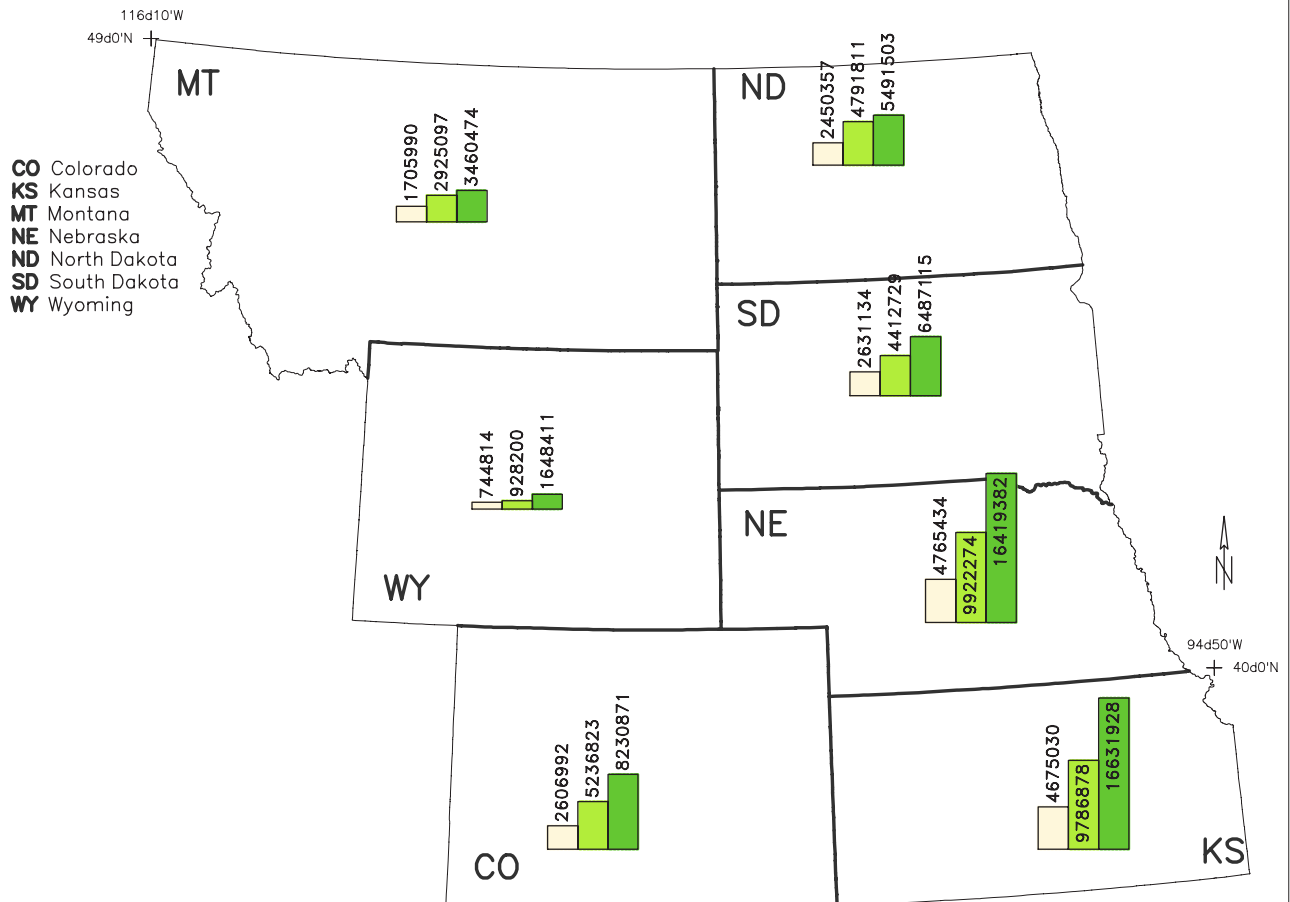 116d10'W
49d0'N
MT
1705990
2925097
3460474
ND
2450357
4791811
5491503
CO Colorado
KS Kansas
MT Montana
NE Nebraska
ND North Dakota
SD South Dakota
WY Wyoming
SD
2631134
4412729
6487115
744814
928200
1648411
WY
NE
4765434
9922274
16419382
N
94d50'W
40d0'N
2606992
5236823
8230871
CO
4675030
9786878
16631928
KS